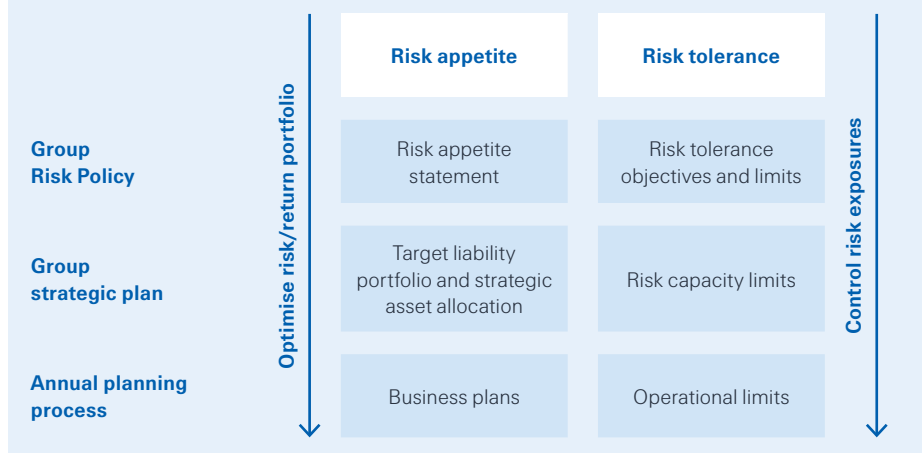 Risk appetite
Risk tolerance
Optimise risk/return portfolio
Control risk exposures
Group
Risk Policy
Risk appetite
statement
Risk tolerance
objectives and limits
Group
strategic plan
Target liability
portfolio and strategic
asset allocation
Risk capacity limits
Annual planning
process
Business plans
Operational limits